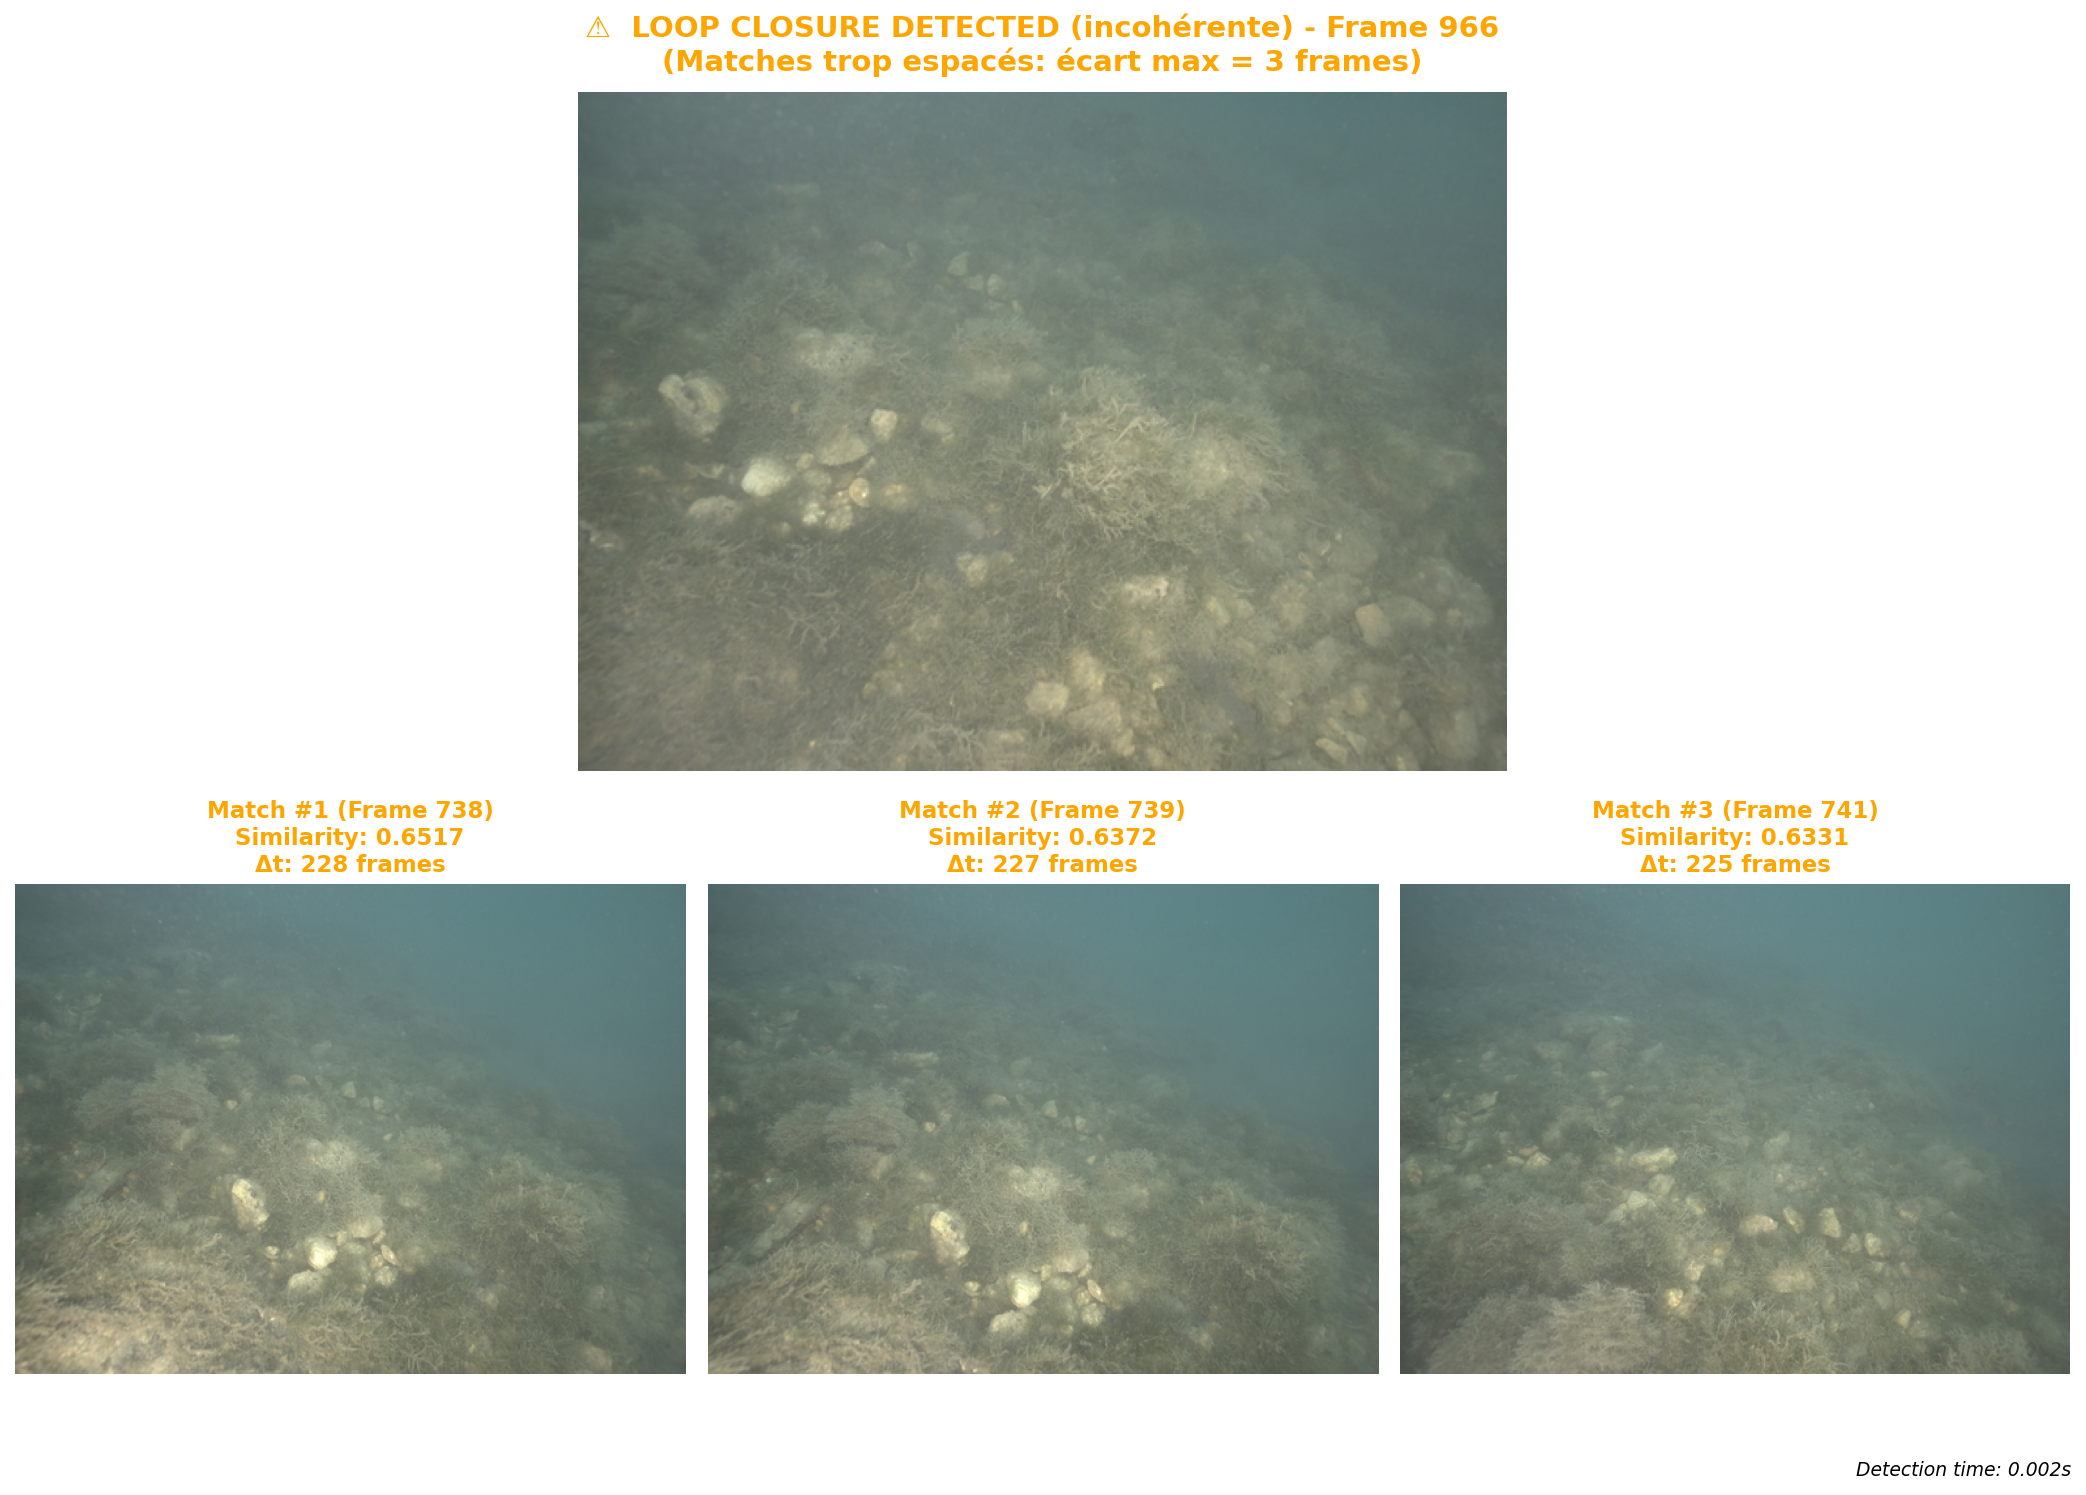 ⚠ LOOP CLOSURE DETECTED (incohérente) - Frame 966
(Matches trop espacés: écart max = 3 frames)
Match #1 (Frame 738)
Similarity: 0.6517
Δt: 228 frames
Match #2 (Frame 739)
Similarity: 0.6372
Δt: 227 frames
Match #3 (Frame 741)
Similarity: 0.6331
Δt: 225 frames
Detection time: 0.002s